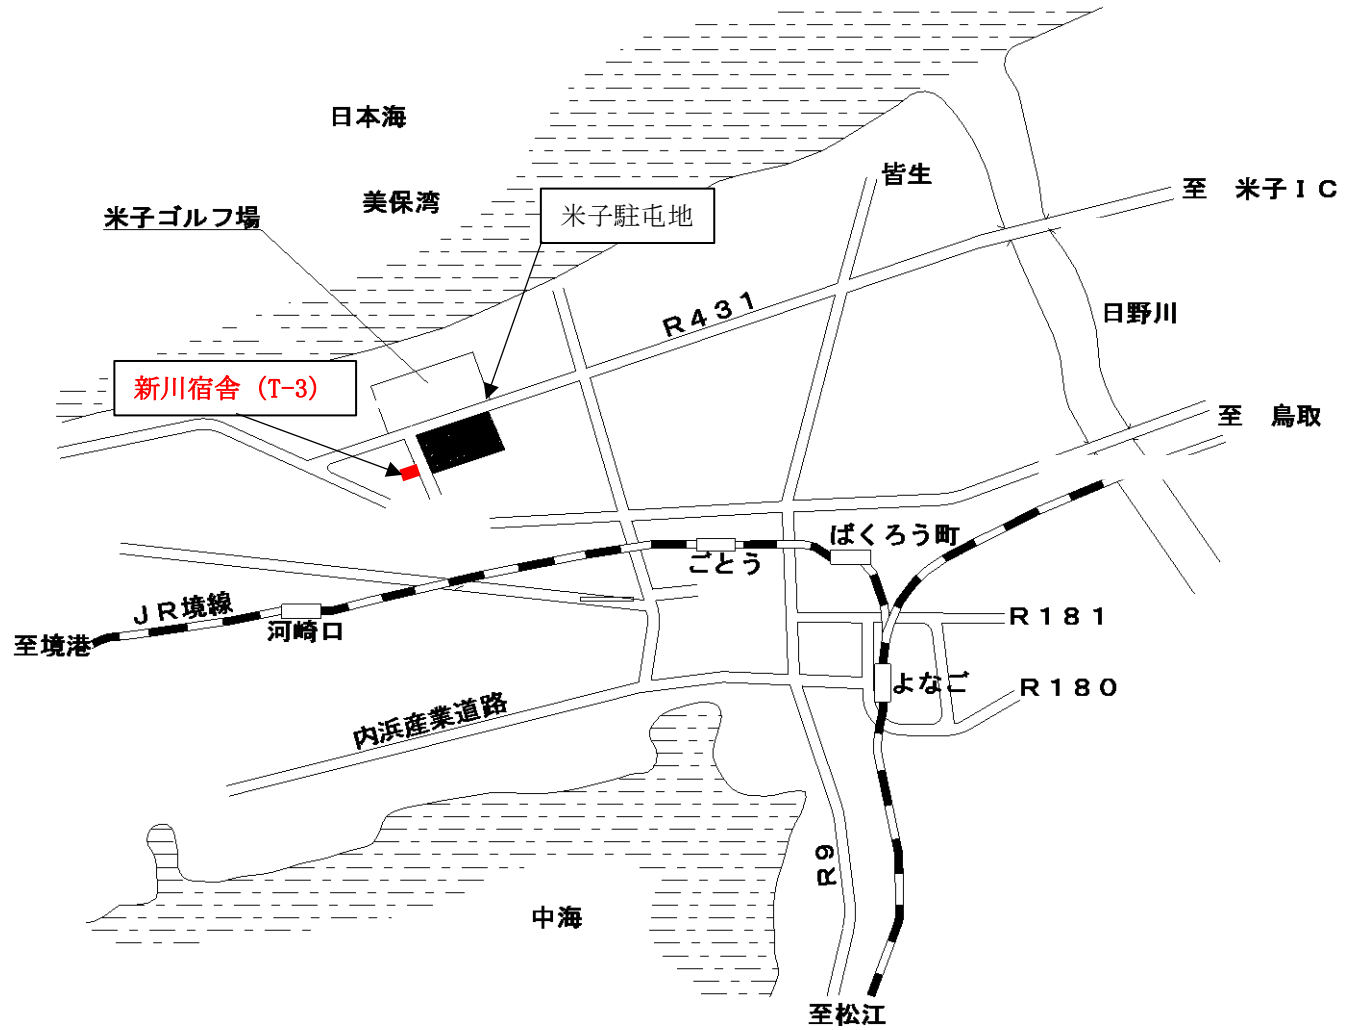 日本海
皆生
至　米子ＩＣ
美保湾
米子駐屯地
米子ゴルフ場
Ｒ４３１
日野川
新川宿舎（T-3）
至　鳥取
ばくろう町
ごとう
ＪＲ境線
河崎口
至境港
Ｒ１８１
よなご
Ｒ１８０
内浜産業道路
Ｒ９
中海
至松江